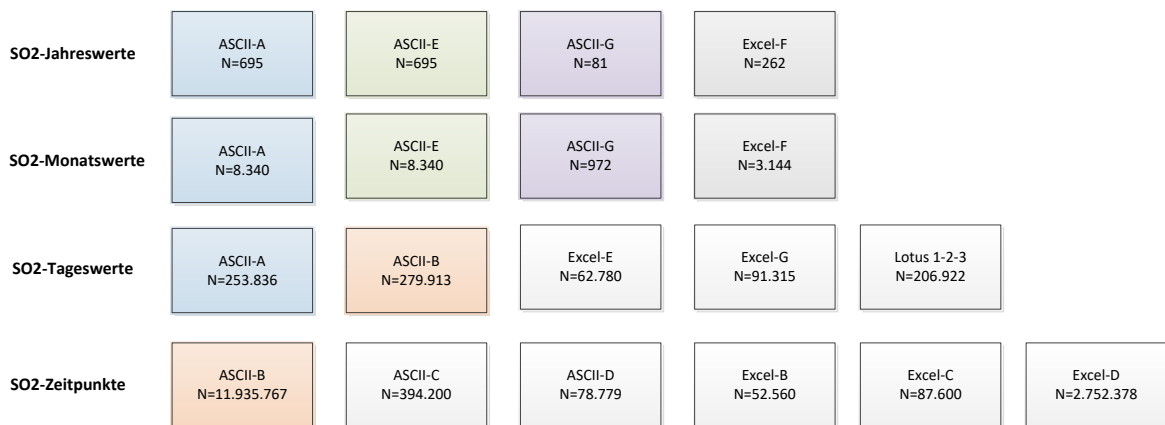 SO2-Jahreswerte
ASCII-A
N=695
ASCII-E
N=695
ASCII-G
N=81
Excel-F
N=262
SO2-Monatswerte
ASCII-A
N=8.340
ASCII-E
N=8.340
ASCII-G
N=972
Excel-F
N=3.144
SO2-Tageswerte
ASCII-A
N=253.836
ASCII-B
N=279.913
Excel-E
N=62.780
Excel-G
N=91.315
Lotus 1-2-3
N=206.922
SO2-Zeitpunkte
ASCII-B
N=11.935.767
ASCII-C
N=394.200
ASCII-D
N=78.779
Excel-B
N=52.560
Excel-C
N=87.600
Excel-D
N=2.752.378